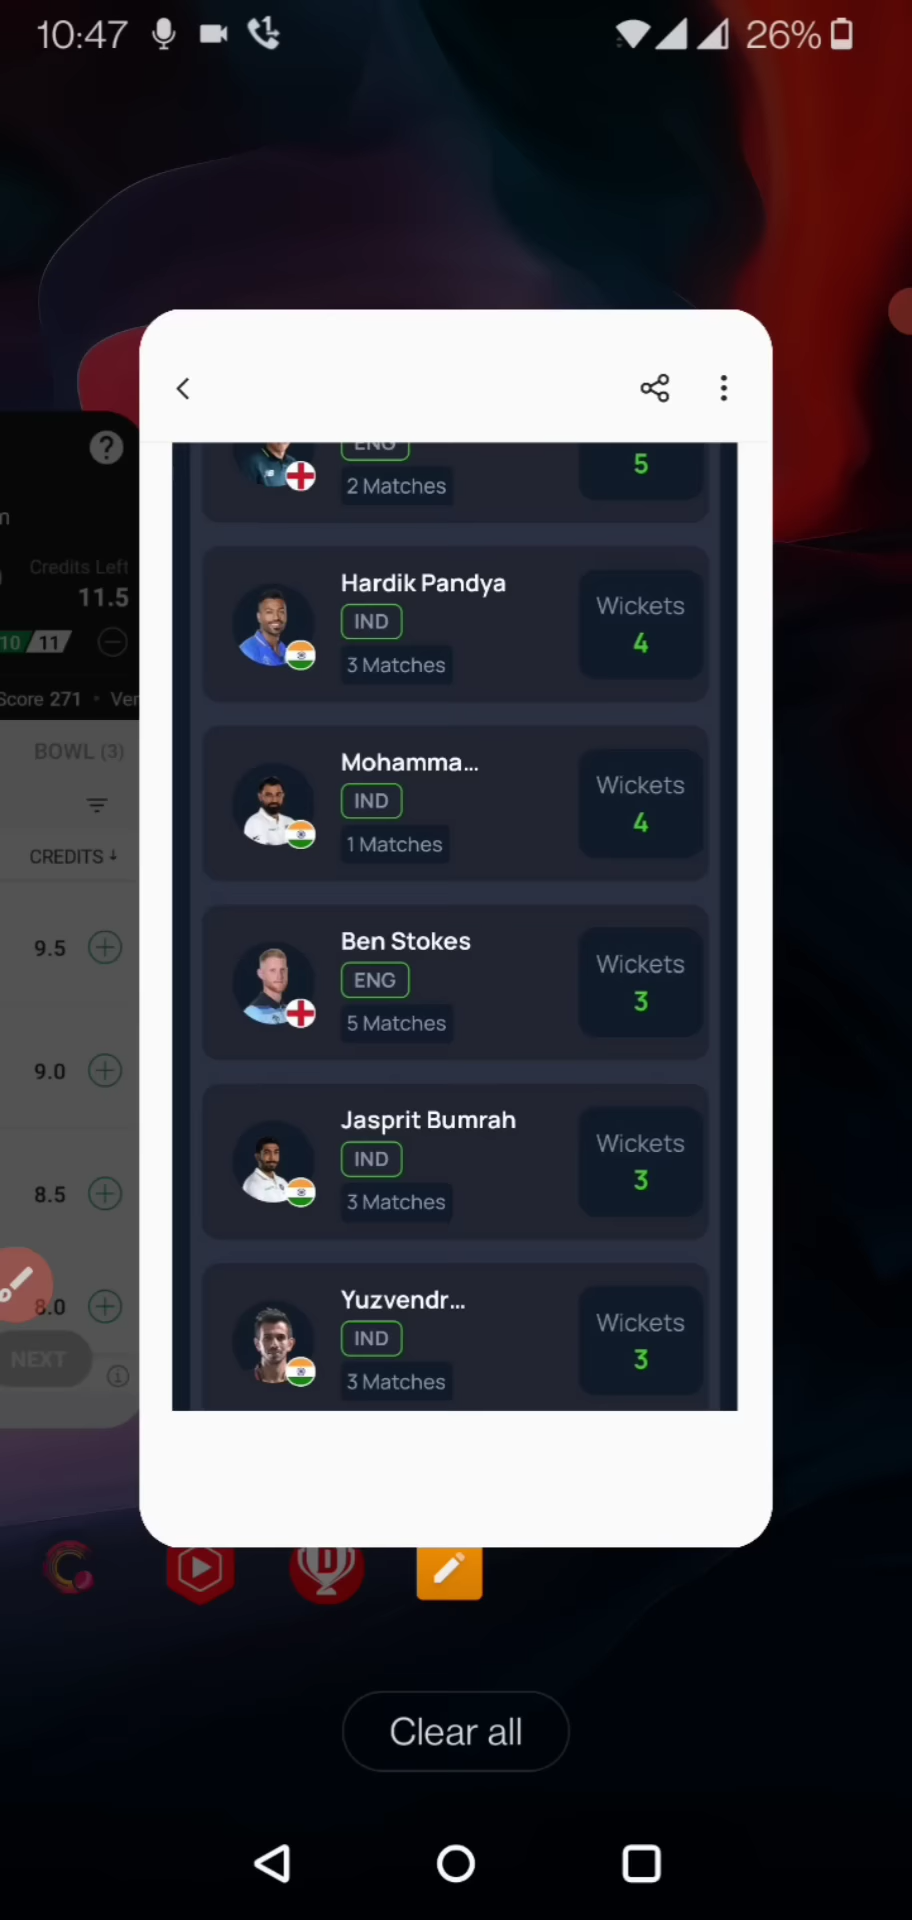 10:47
26%
ENG
5
2 Matches
Credits Left
11.5
10 11
Score 271 • Ver
BOWL (3)
CREDITS ↓
9.5
9.0
8.5
8.0
NEXT
Hardik Pandya
IND
3 Matches
Wickets
4
Mohamma...
IND
1 Matches
Wickets
4
Ben Stokes
ENG
5 Matches
Wickets
3
Jasprit Bumrah
IND
3 Matches
Wickets
3
Yuzvendr...
IND
3 Matches
Wickets
3
D
Clear all